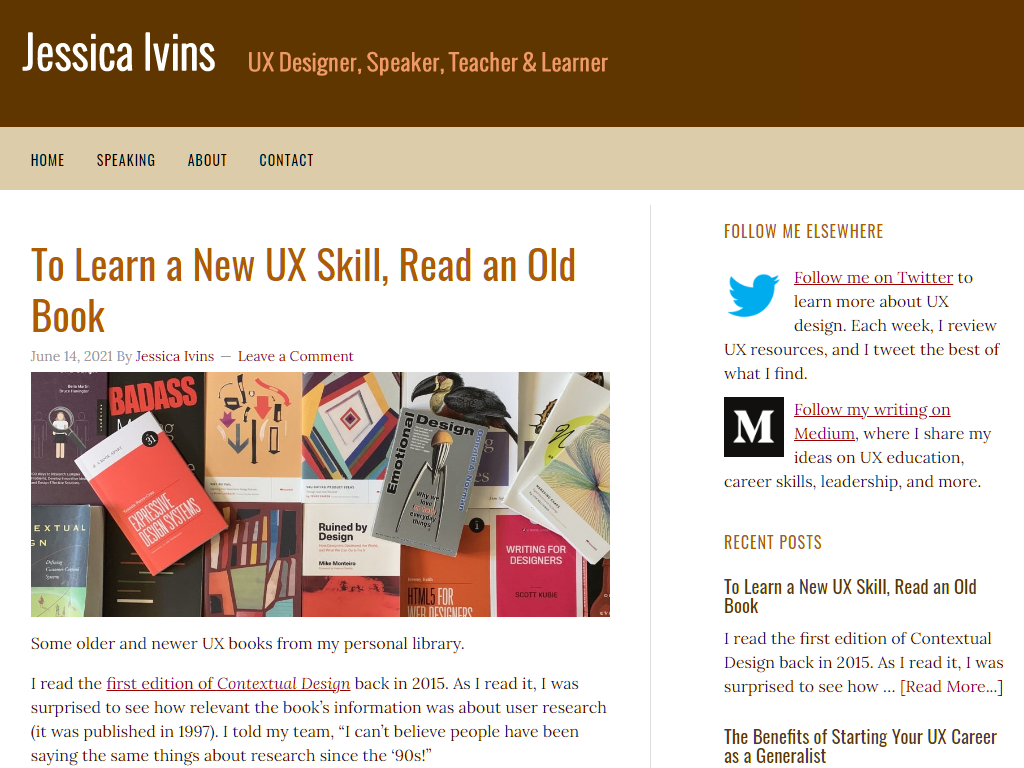 Jessica Ivins
UX Designer, Speaker, Teacher & Learner
HOME SPEAKING ABOUT CONTACT
To Learn a New UX Skill, Read an Old
Book
June 14, 2021 By Jessica Ivins — Leave a Comment
BADASS
EXPRESSIVE
DESIGN SYSTEMS
Emotional
Design
Why we
love
everyday
things
Ruined by
Design
Mike Monteiro
HTML5 FOR
WEB DESIGNERS
WRITING FOR
DESIGNERS
SCOTT KUBIE
Some older and newer UX books from my personal library.
I read the first edition of Contextual Design back in 2015. As I read it, I was
surprised to see how relevant the book’s information was about user research
(it was published in 1997). I told my team, “I can’t believe people have been
saying the same things about research since the ‘90s!”
FOLLOW ME ELSEWHERE
Follow me on Twitter to
learn more about UX
design. Each week, I review
UX resources, and I tweet the best of
what I find.
M
Follow my writing on
Medium, where I share my
ideas on UX education,
career skills, leadership, and more.
RECENT POSTS
To Learn a New UX Skill, Read an Old
Book
I read the first edition of Contextual
Design back in 2015. As I read it, I was
surprised to see how … [Read More...]
The Benefits of Starting Your UX Career
as a Generalist